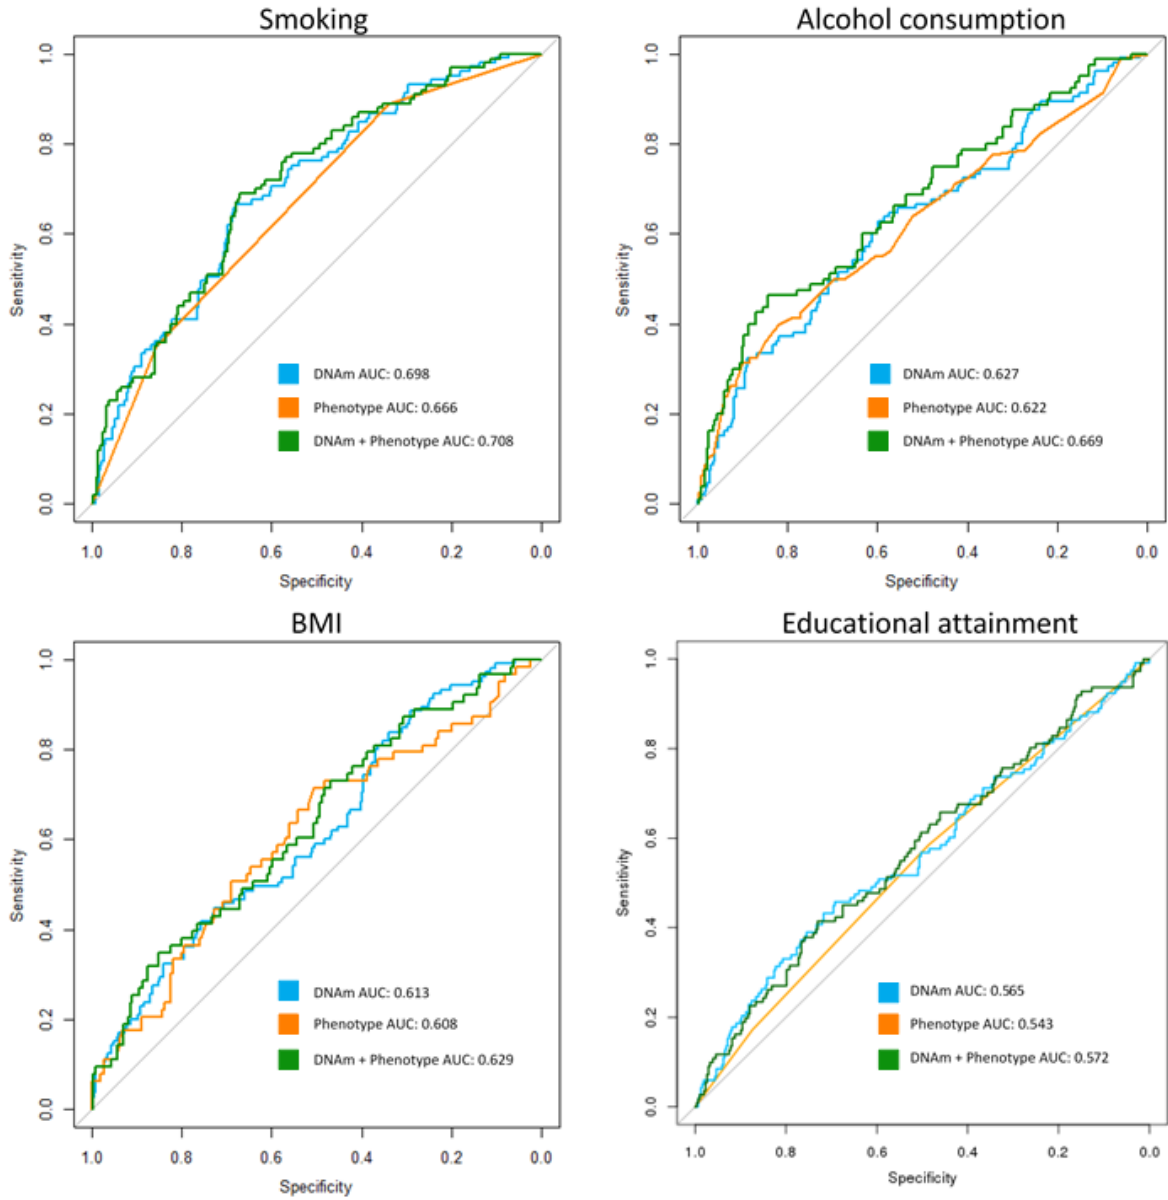 Smoking
1.0
0.8
0.6
0.4
0.2
0.0
Sensitivity
DNAm AUC: 0.698
Phenotype AUC: 0.666
DNAm + Phenotype AUC: 0.708
1.0 0.8 0.6 0.4 0.2 0.0
Specificity
Alcohol consumption
1.0
0.8
0.6
0.4
0.2
0.0
Sensitivity
DNAm AUC: 0.627
Phenotype AUC: 0.622
DNAm + Phenotype AUC: 0.669
1.0 0.8 0.6 0.4 0.2 0.0
Specificity
BMI
1.0
0.8
0.6
0.4
0.2
0.0
Sensitivity
DNAm AUC: 0.613
Phenotype AUC: 0.608
DNAm + Phenotype AUC: 0.629
1.0 0.8 0.6 0.4 0.2 0.0
Specificity
Educational attainment
1.0
0.8
0.6
0.4
0.2
0.0
Sensitivity
DNAm AUC: 0.565
Phenotype AUC: 0.543
DNAm + Phenotype AUC: 0.572
1.0 0.8 0.6 0.4 0.2 0.0
Specificity